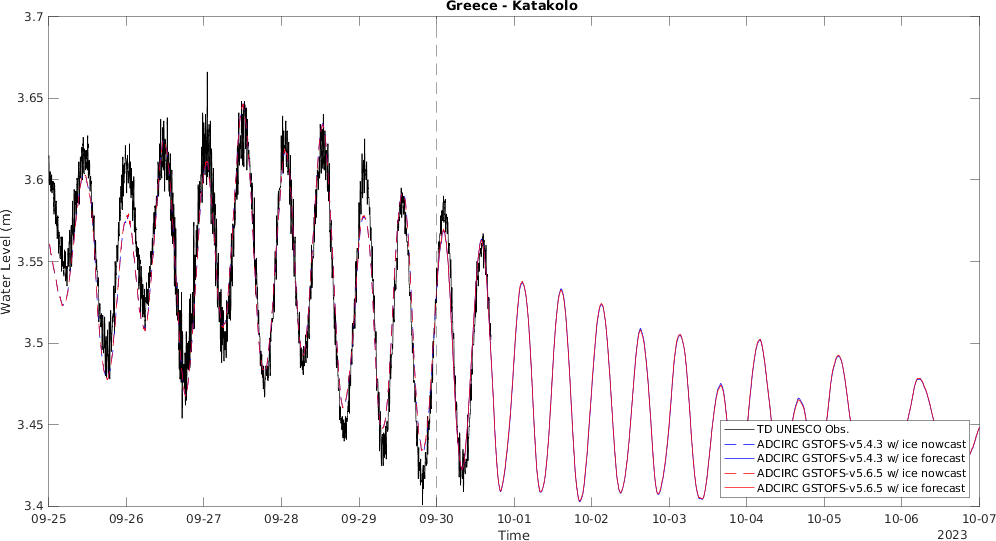 Greece - Katakolo
3.7
3.65
3.6
3.55
3.5
3.45
3.4
Water Level (m)
TD UNESCO Obs.
ADCIRC GSTOFS-v5.4.3 w/ ice nowcast
ADCIRC GSTOFS-v5.4.3 w/ ice forecast
ADCIRC GSTOFS-v5.6.5 w/ ice nowcast
ADCIRC GSTOFS-v5.6.5 w/ ice forecast
09-25 09-26 09-27 09-28 09-29 09-30 10-01 10-02 10-03 10-04 10-05 10-06 10-07
Time
2023